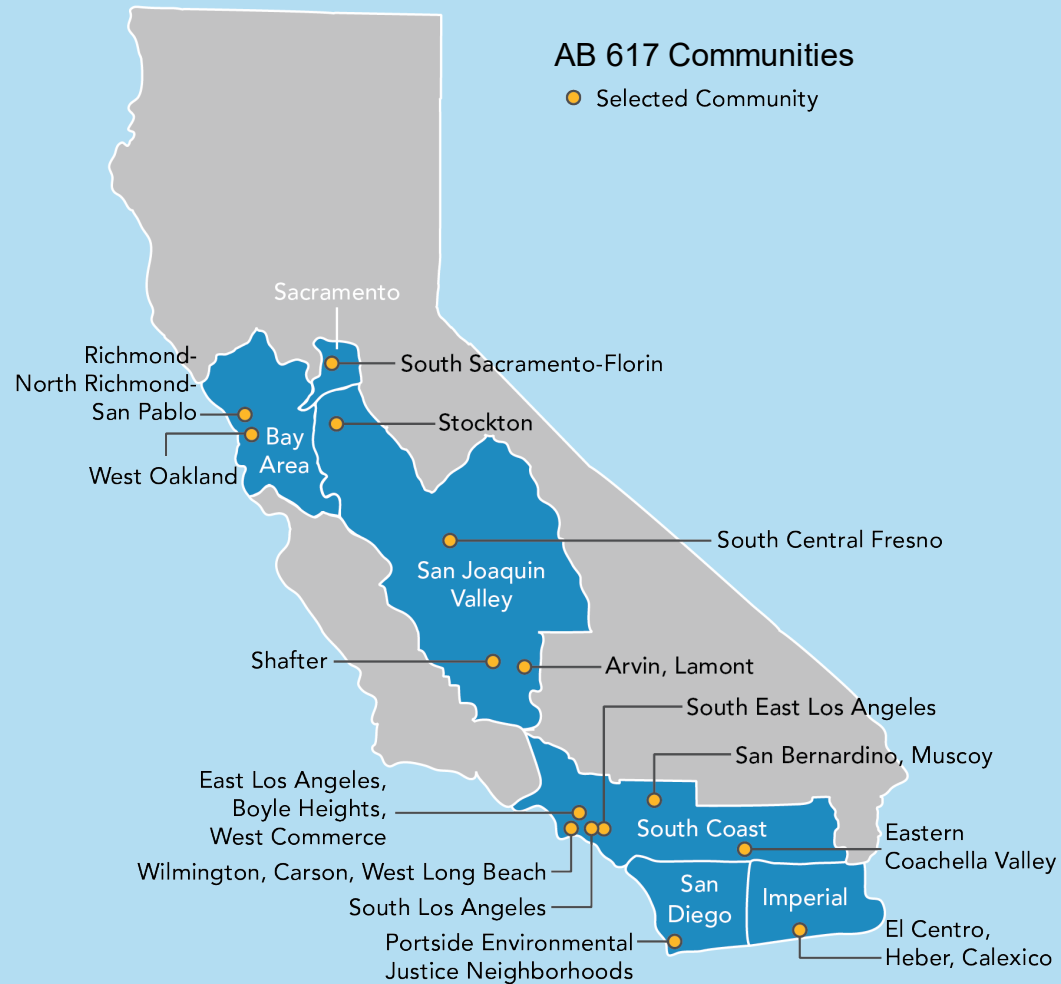 AB 617 Communities
Selected Community
Sacramento
Richmond-
North Richmond-
San Pablo
South Sacramento-Florin
Stockton
Bay
Area
West Oakland
South Central Fresno
San Joaquin
Valley
Shafter
Arvin, Lamont
South East Los Angeles
San Bernardino, Muscoy
East Los Angeles,
Boyle Heights,
West Commerce
South Coast
Eastern
Coachella Valley
Wilmington, Carson, West Long Beach
San
Diego
Imperial
South Los Angeles
Portside Environmental
Justice Neighborhoods
El Centro,
Heber, Calexico